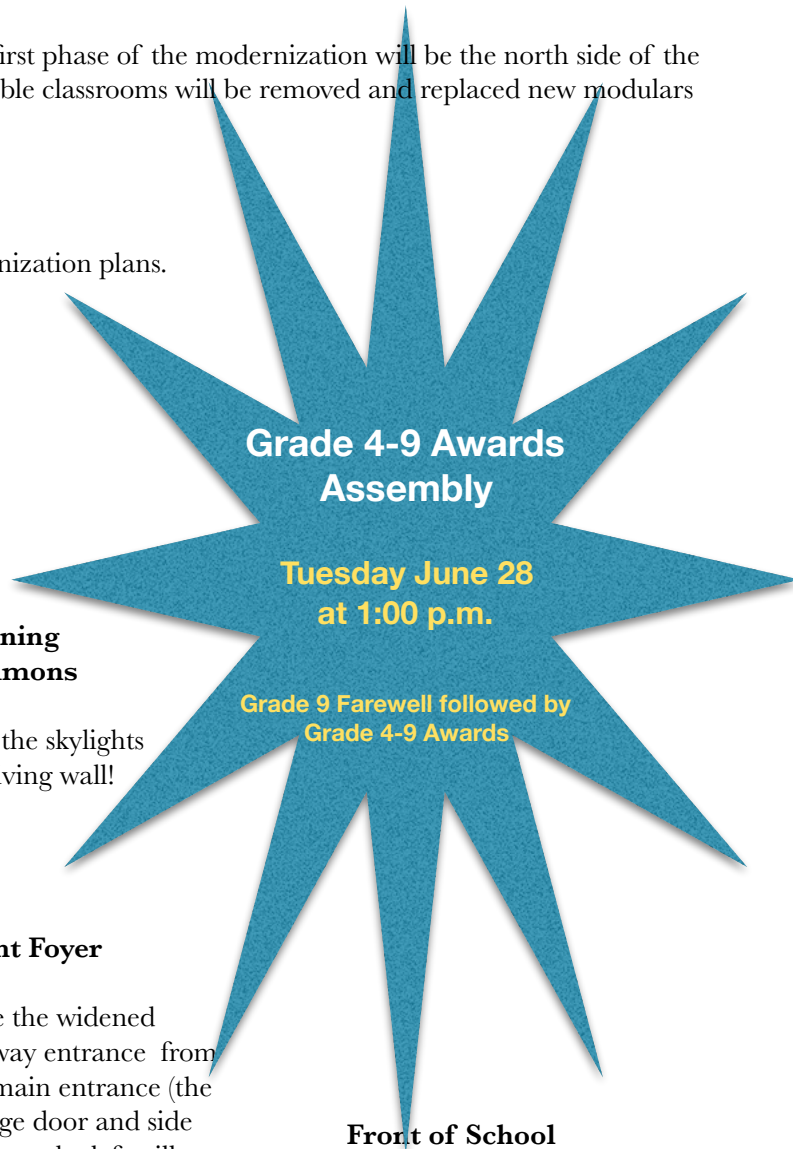 irst phase of the modernization will be the north side of the
ble classrooms will be removed and replaced new modulars
nization plans.
Grade 4-9 Awards
Assembly
Tuesday June 28
at 1:00 p.m.
Grade 9 Farewell followed by
Grade 4-9 Awards
ning
mons
the skylights
ving wall!
nt Foyer
e the widened
way entrance from
main entrance (the
ge door and side
Front of School